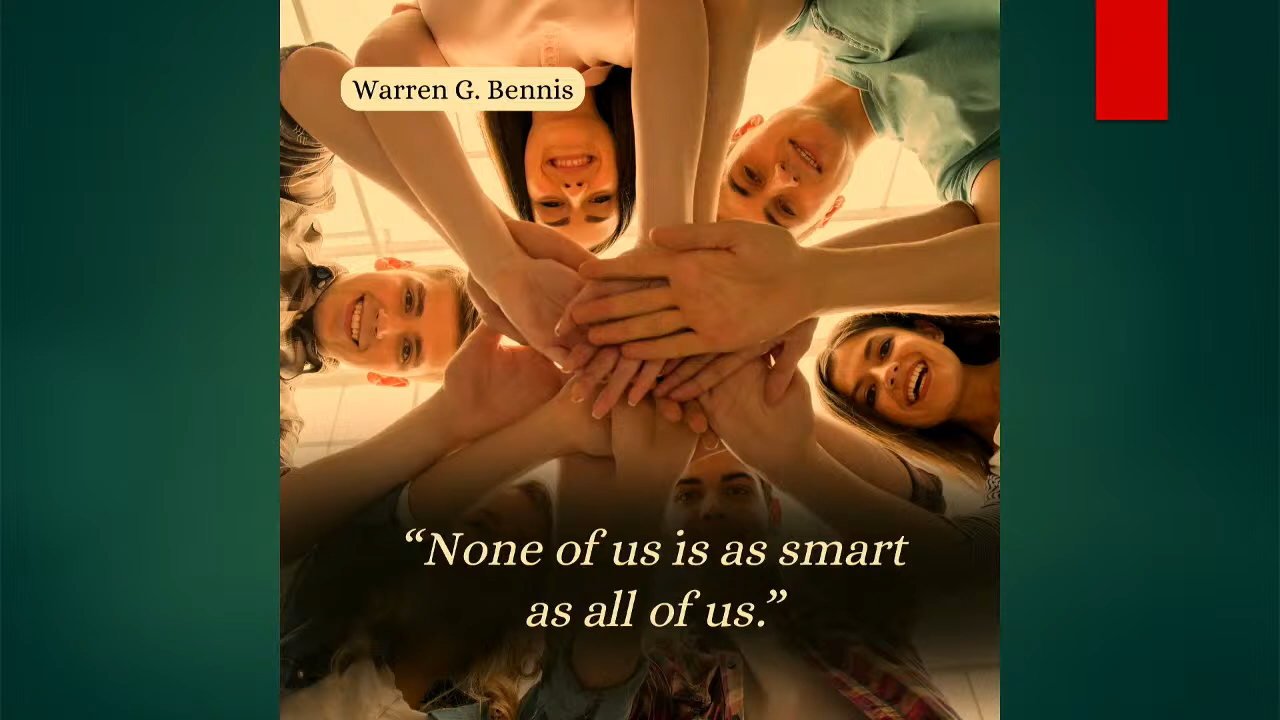 Warren G. Bennis
“None of us is as smart
as all of us.”